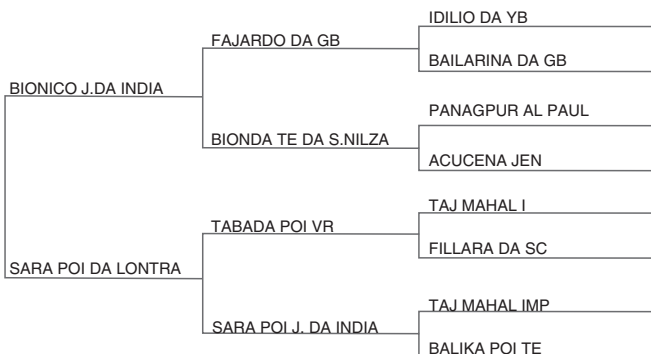 IDILIO DA YB
FAJARDO DA GB
BAILARINA DA GB
BIONICO J.DA INDIA
PANAGPUR AL PAUL
BIONDA TE DA S.NILZA
ACUCENA JEN
TAJ MAHAL I
TABADA POI VR
FILLARA DA SC
SARA POI DA LONTRA
TAJ MAHAL IMP
SARA POI J. DA INDIA
BALIKA POI TE